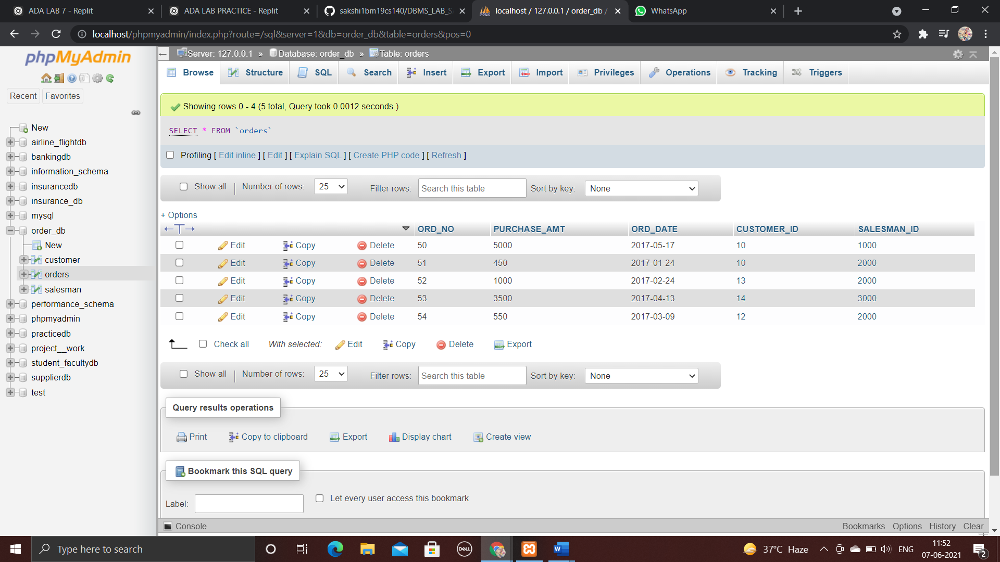 ADA LAB 7 - Replit
ADA LAB PRACTICE - Replit
sakshi1bm19cs140/DBMS_LAB_S
localhost / 127.0.0.1 / order_db /
WhatsApp
localhost/phpmyadmin/index.php?route=/sql&server=1&db=order_db&table=orders&pos=0
phpMyAdmin
Recent Favorites
New
airline_flightdb
bankingdb
information_schema
insurancedb
insurance_db
mysql
order_db
New
customer
orders
salesman
performance_schema
phpmyadmin
practicedb
project__work
student_facultydb
supplierdb
test
Server: 127.0.0.1 » Database: order_db » Table: orders
Browse Structure SQL Search Insert Export Import Privileges Operations Tracking Triggers
Showing rows 0 - 4 (5 total, Query took 0.0012 seconds.)
SELECT * FROM `orders`
Profiling [ Edit inline ] [ Edit ] [ Explain SQL ] [ Create PHP code ] [ Refresh ]
Show all | Number of rows: 25 Filter rows: Search this table Sort by key: None
+ Options
ORD_NO PURCHASE_AMT ORD_DATE CUSTOMER_ID SALESMAN_ID
Edit Copy Delete 50 5000 2017-05-17 10 1000
Edit Copy Delete 51 450 2017-01-24 10 2000
Edit Copy Delete 52 1000 2017-02-24 13 2000
Edit Copy Delete 53 3500 2017-04-13 14 3000
Edit Copy Delete 54 550 2017-03-09 12 2000
Check all With selected: Edit Copy Delete Export
Show all | Number of rows: 25 Filter rows: Search this table Sort by key: None
Query results operations
Print Copy to clipboard Export Display chart Create view
Bookmark this SQL query
Label: Let every user access this bookmark
Console Bookmarks Options History Clear
Type here to search
DELL
37°C Haze ENG
11:52
07-06-2021
2